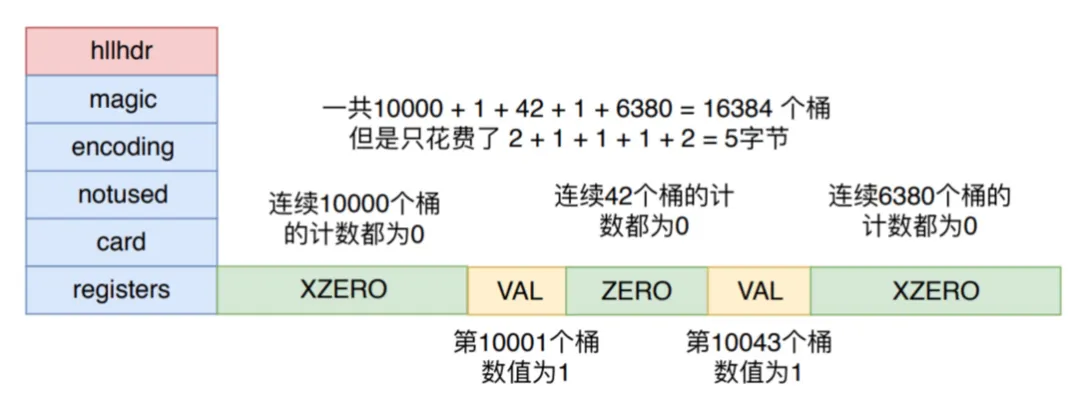 hllhdr
magic
encoding
notused
card
registers
一共10000 + 1 + 42 + 1 + 6380 = 16384 个桶
但是只花费了 2 + 1 + 1 + 1 + 2 = 5字节
连续10000个桶
的计数都为0
连续42个桶的计
数都为0
连续6380个桶的
计数都为0
XZERO
VAL
ZERO
VAL
XZERO
第10001个桶
数值为1
第10043个桶
数值为1